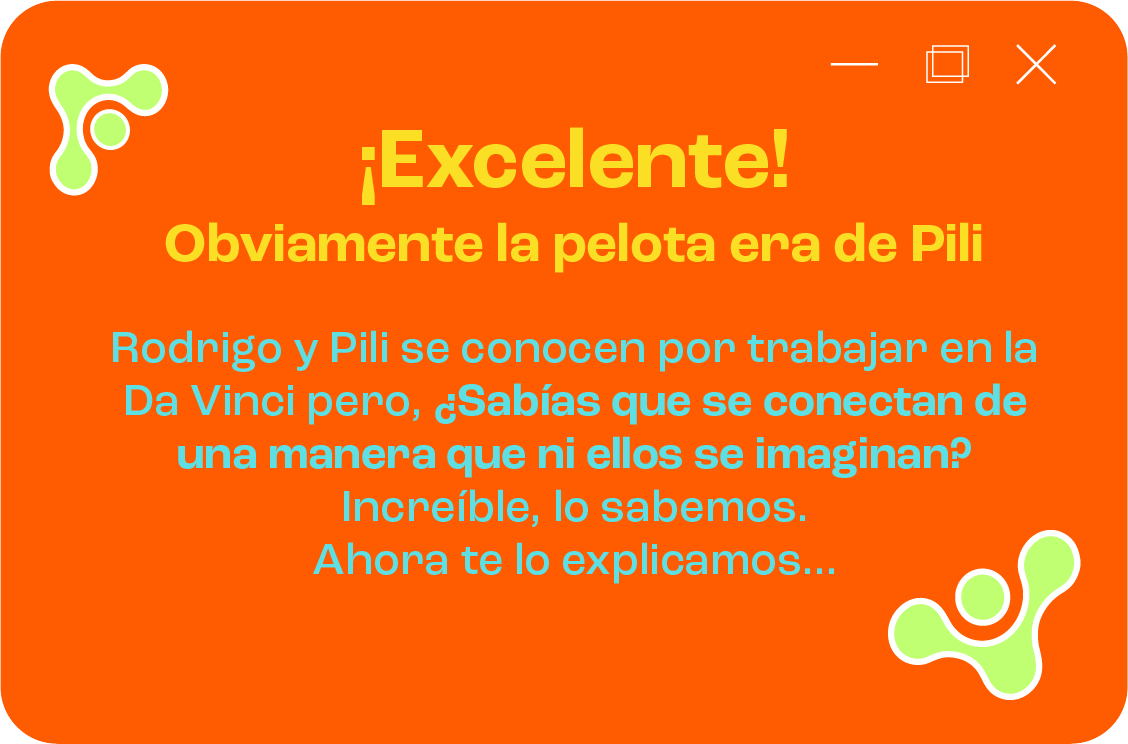 ¡Excelente!
Obviamente la pelota era de Pili
Rodrigo y Pili se conocen por trabajar en la
Da Vinci pero, ¿Sabías que se conectan de
una manera que ni ellos se imaginan?
Increíble, lo sabemos.
Ahora te lo explicamos...